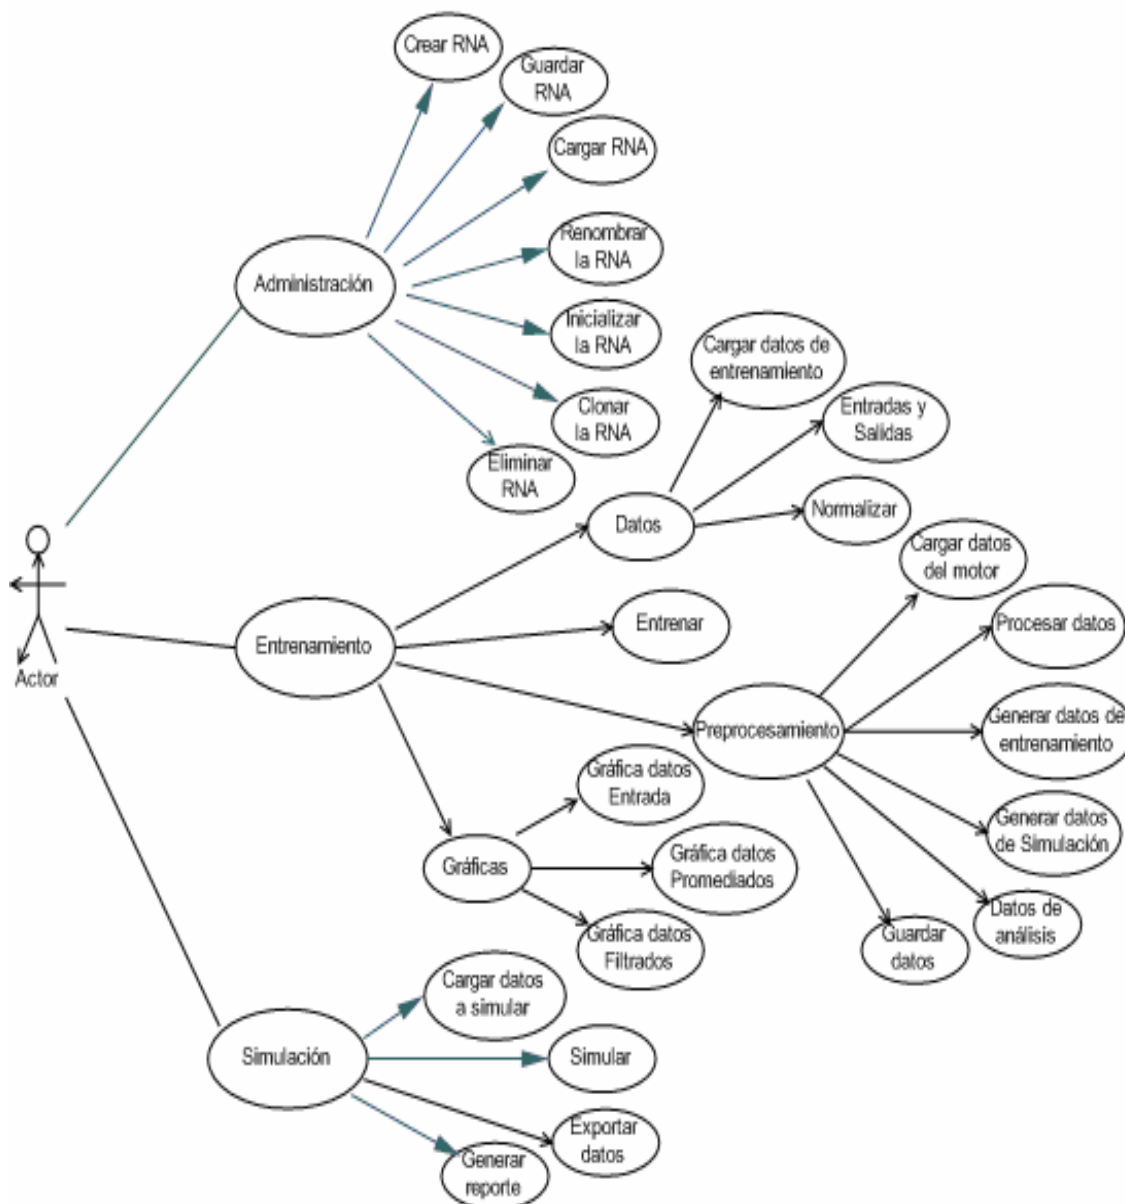 Crear RNA
Guardar
RNA
Cargar RNA
Renombrar
la RNA
Administración
Inicializar
la RNA
Clonar
la RNA
Eliminar
RNA
Cargar datos de
entrenamiento
Entradas y
Salidas
Datos
Normalizar
Cargar datos
del motor
Actor
Entrenamiento
Entrenar
Procesar datos
Preprocesamiento
Generar datos de
entrenamiento
Generar datos
de Simulación
Datos de
análisis
Guardar
datos
Gráficas
Gráfica datos
Entrada
Gráfica datos
Promediados
Gráfica datos
Filtrados
Simulación
Cargar datos
a simular
Simular
Exportar
datos
Generar
reporte